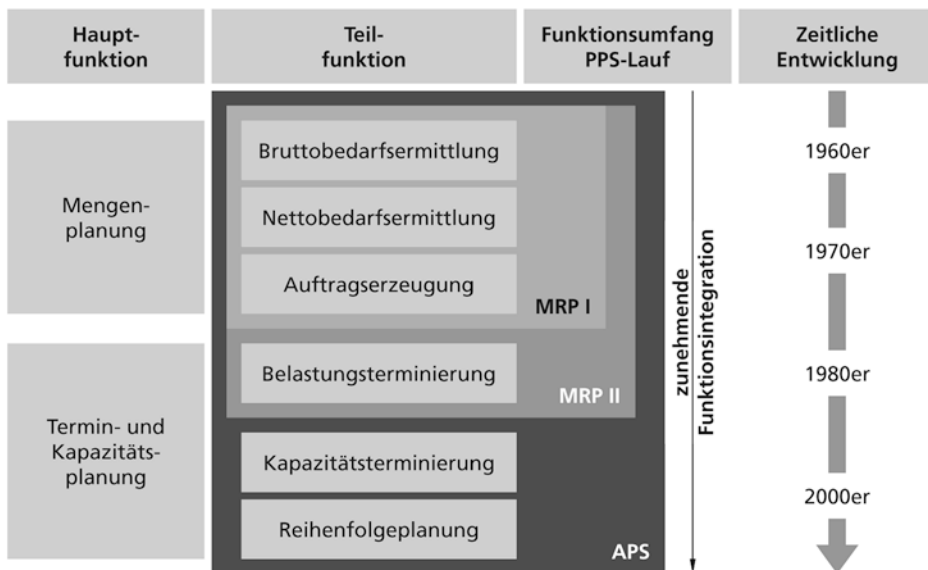 Haupt-
funktion
Teil-
funktion
Funktionsumfang
PPS-Lauf
Zeitliche
Entwicklung
Mengen-
planung
Bruttobedarfsermittlung
Nettobedarfsermittlung
Auftragserzeugung
MRP I
Termin- und
Kapazitäts-
planung
Belastungsterminierung
MRP II
Kapazitätsterminierung
Reihenfolgeplanung
APS
zunehmende
Funktionsintegration
1960er
1970er
1980er
2000er